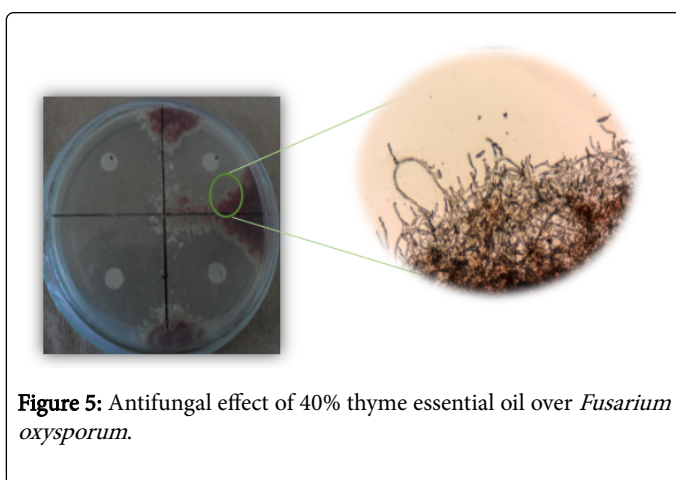 Figure 5: Antifungal effect of 40% thyme essential oil over Fusarium
oxysporum.